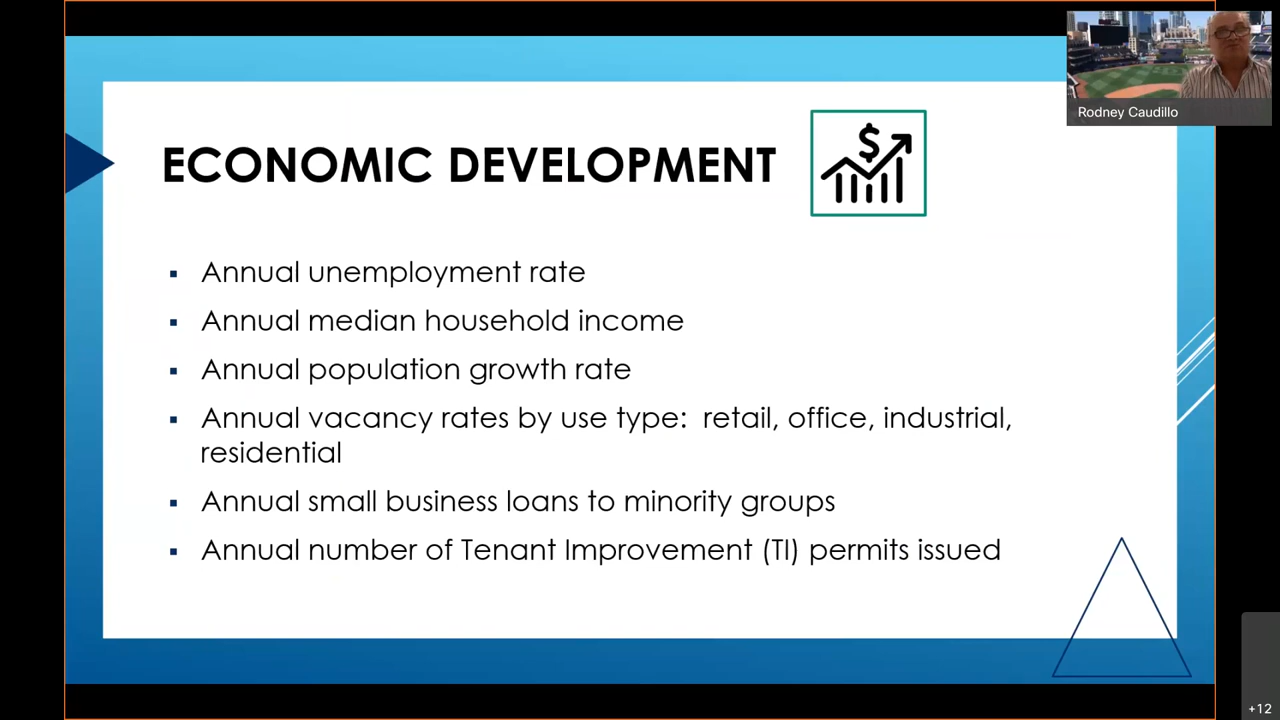 Rodney Caudillo
ECONOMIC DEVELOPMENT
$
▪ Annual unemployment rate
▪ Annual median household income
▪ Annual population growth rate
▪ Annual vacancy rates by use type: retail, office, industrial,
residential
▪ Annual small business loans to minority groups
▪ Annual number of Tenant Improvement (TI) permits issued
+12